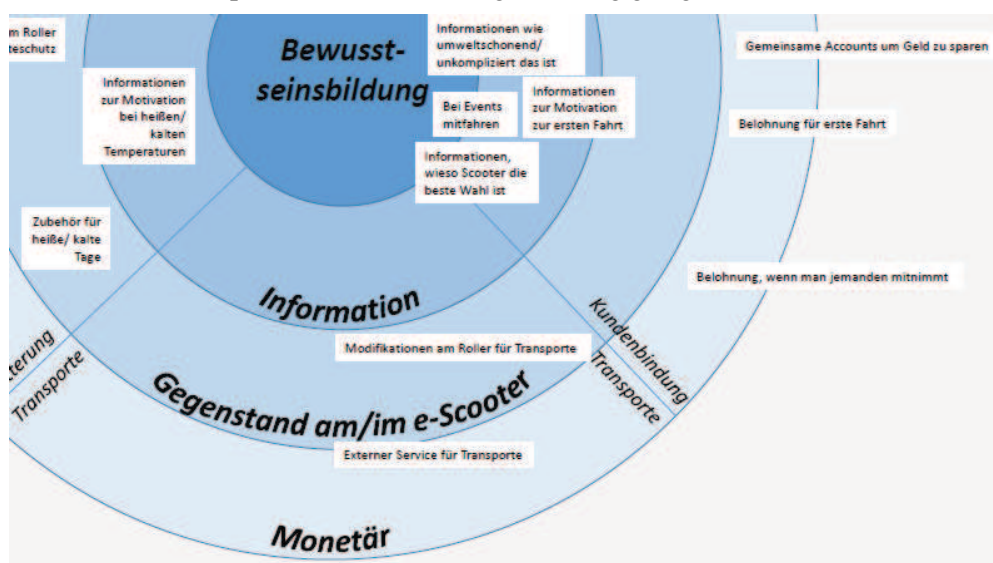 m Roller
teschutz
Informationen wie
umweltschonend/
unkompliziert das ist
Gemeinsame Accounts um Geld zu sparen
Bewusst-
seinsbildung
Informationen
zur Motivation
bei heißen/
kalten
Temperaturen
Bei Events
mitfahren
Informationen
zur Motivation
zur ersten Fahrt
Belohnung für erste Fahrt
Informationen,
wieso Scooter die
beste Wahl ist
Zubehör für
heiße/ kalte
Tage
Belohnung, wenn man jemanden mitnimmt
Information
Kundenbindung
Transporte
terung
Transporte
Modifikationen am Roller für Transporte
Gegenstand am/im e-Scooter
Externer Service für Transporte
Monetär